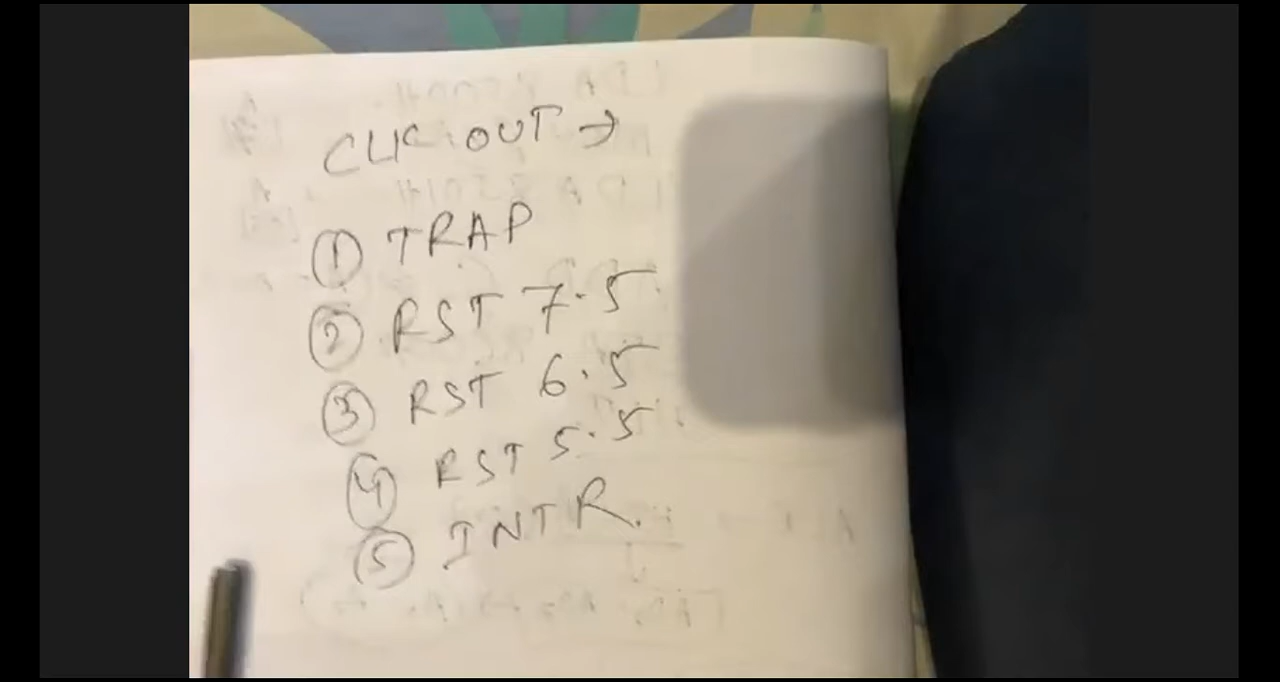 CLK OUT →
① TRAP
② RST 7.5
③ RST 6.5
④ RST 5.5
⑤ INTR.